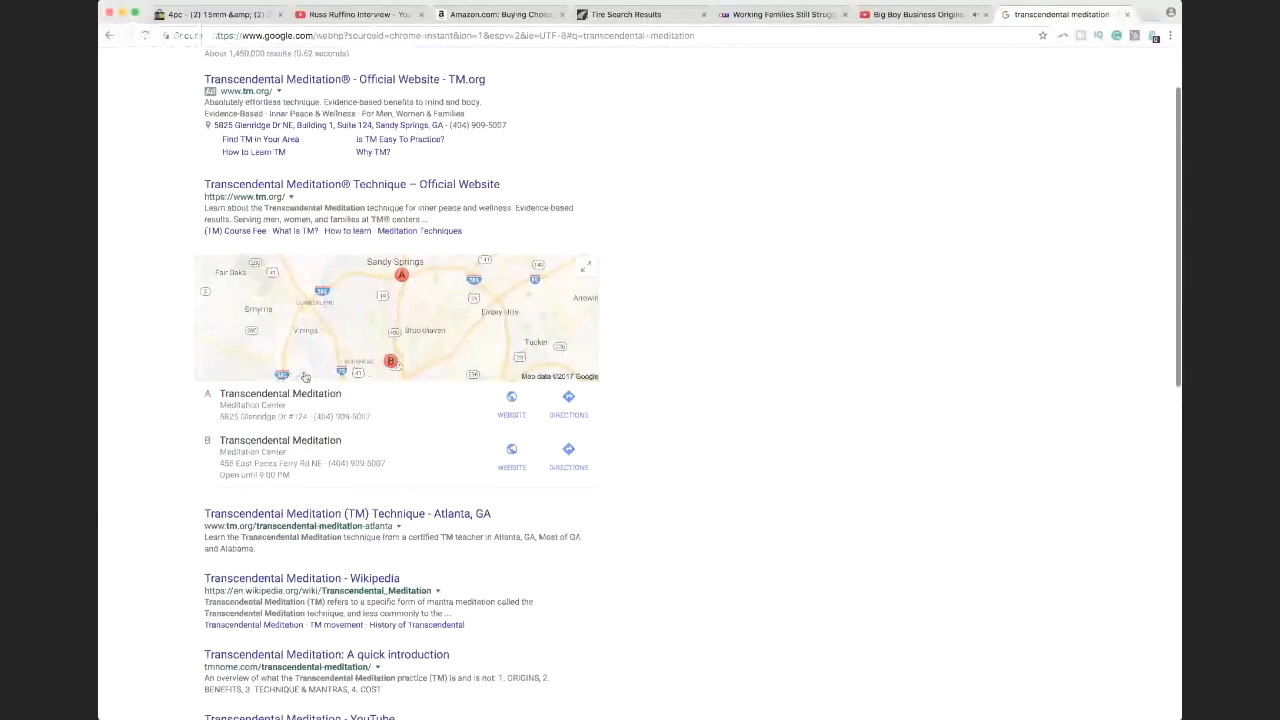 4pc - (2) T
Russ Ruffino Interview - You
Amazon.com: Buying Choic
Tire Search Results
Working Families Still Strugg
Big Boy Business Origins
transcendental meditation
https://www.google.com/webhp?sourceid=chrome-instant&ion=1&espv=2&ie=UTF-8#q=transcendental-meditation
About 1,450,000 results (0.62 seconds)
Transcendental Meditation® - Official Website - TM.org
Ad www.tm.org/
Absolutely effortless technique. Evidence-based benefits to mind and body.
Evidence-Based · Inner Peace & Wellness · For Men, Women & Families
5825 Glenridge Dr NE, Building 1, Suite 124, Sandy Springs, GA - (404) 909-5007
Find TM in Your Area
Is TM Easy To Practice?
How to Learn TM
Why TM?
Transcendental Meditation® Technique – Official Website
https://www.tm.org/
Learn about the Transcendental Meditation technique for inner peace and wellness. Evidence-based
results. Serving men, women, and families at TM® centers ...
(TM) Course Fee · What Is TM? · How to learn · Meditation Techniques
Sandy Springs
Fair Oaks
A
CUMBERLAND
Smyrna
Embry Hills
Vinings
Brookhaven
Tucker
BUCKHEAD
B
Map data ©2017 Google
A Transcendental Meditation
Meditation Center
5825 Glenridge Dr #124 · (404) 909-5007
WEBSITE
DIRECTIONS
B Transcendental Meditation
Meditation Center
455 East Paces Ferry Rd NE · (404) 909-5007
Open until 9:00 PM
WEBSITE
DIRECTIONS
Transcendental Meditation (TM) Technique - Atlanta, GA
www.tm.org/transcendental-meditation-atlanta
Learn the Transcendental Meditation technique from a certified TM teacher in Atlanta, GA, Most of GA
and Alabama.
Transcendental Meditation - Wikipedia
https://en.wikipedia.org/wiki/Transcendental_Meditation
Transcendental Meditation (TM) refers to a specific form of mantra meditation called the
Transcendental Meditation technique, and less commonly to the ...
Transcendental Meditation · TM movement · History of Transcendental
Transcendental Meditation: A quick introduction
tmhome.com/transcendental-meditation/
An overview of what the Transcendental Meditation practice (TM) is and is not: 1. ORIGINS, 2.
BENEFITS, 3. TECHNIQUE & MANTRAS, 4. COST
Transcendental Meditation - YouTube